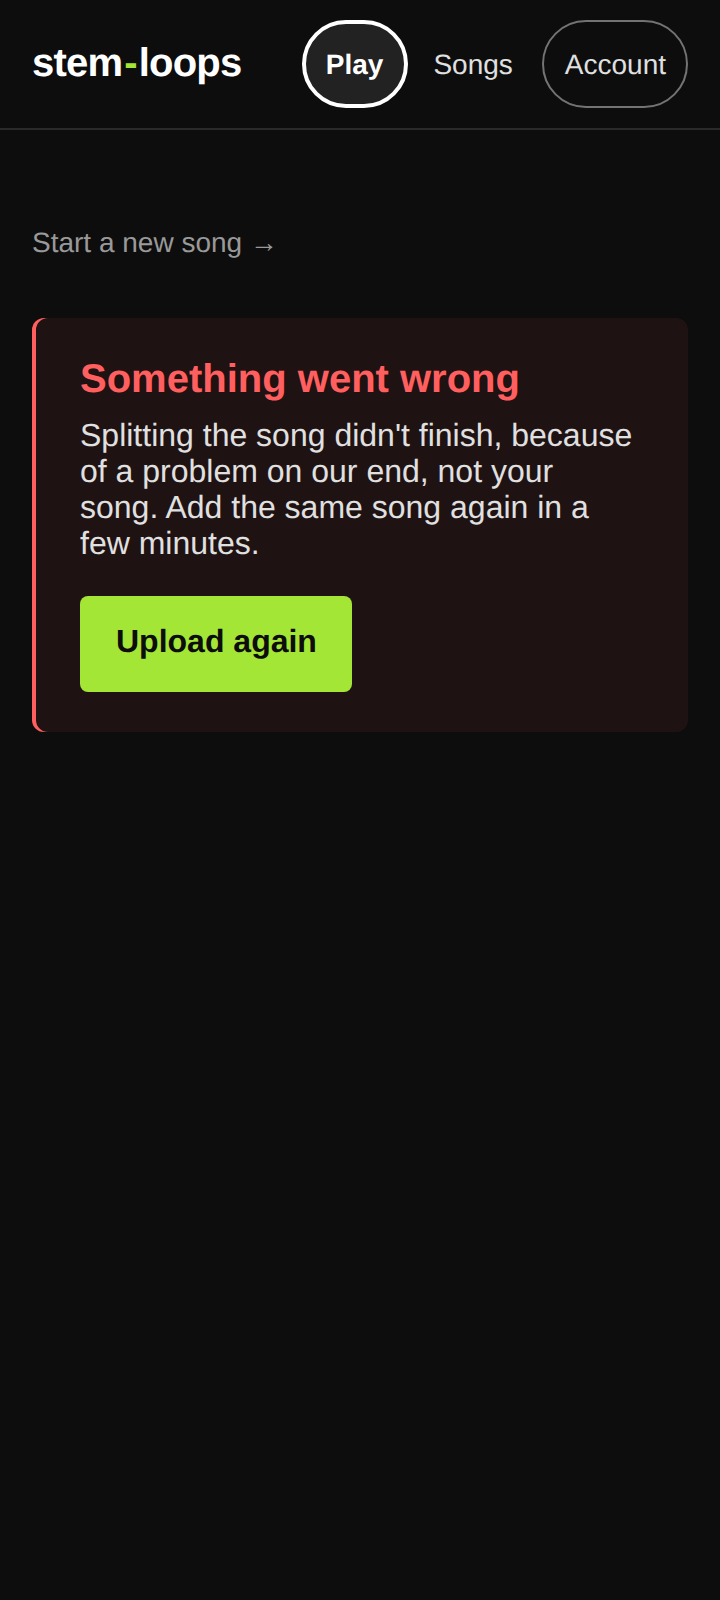 stem-loops
Play
Songs
Account
Start a new song →
Something went wrong
Splitting the song didn't finish, because
of a problem on our end, not your
song. Add the same song again in a
few minutes.
Upload again